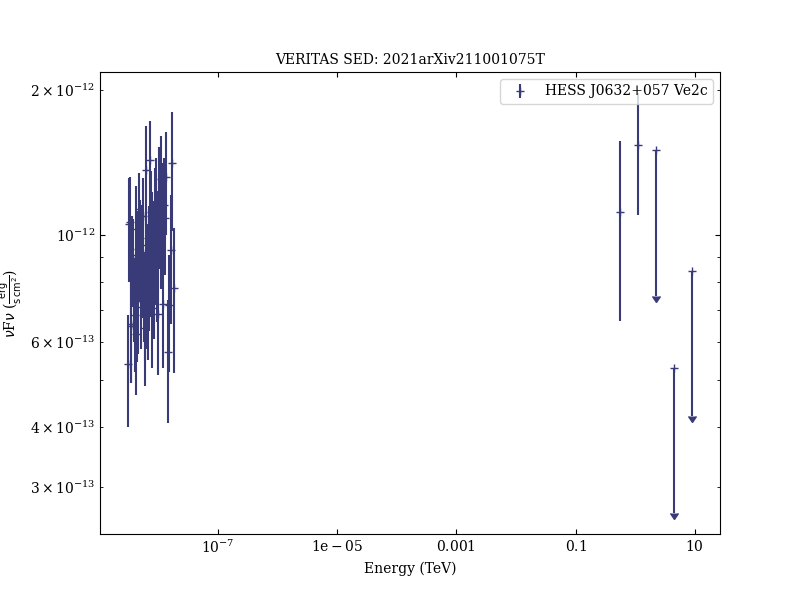 VERITAS SED: 2021arXiv211001075T
HESS J0632+057 Ve2c
2 × 10⁻¹²
10⁻¹²
6 × 10⁻¹³
4 × 10⁻¹³
3 × 10⁻¹³
νFν (erg / s cm²)
10⁻⁷ 1e−05 0.001 0.1 10
Energy (TeV)